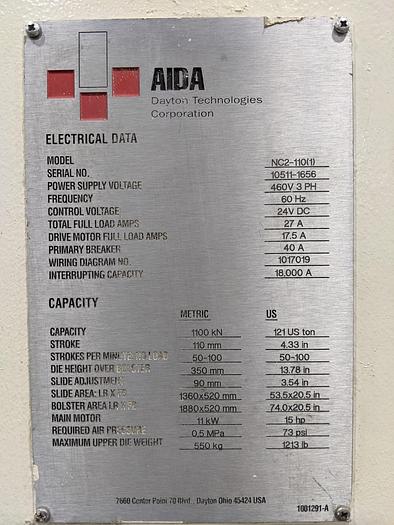 AIDA
Dayton Technologies
Corporation
ELECTRICAL DATA
MODEL NC2-110(1)
SERIAL NO. 10511-1656
POWER SUPPLY VOLTAGE 460V 3 PH
FREQUENCY 60 Hz
CONTROL VOLTAGE 24V DC
TOTAL FULL LOAD AMPS 27 A
DRIVE MOTOR FULL LOAD AMPS 17.5 A
PRIMARY BREAKER 40 A
WIRING DIAGRAM NO. 1017019
INTERRUPTING CAPACITY 18,000 A
CAPACITY
METRIC US
CAPACITY 1100 kN 121 US ton
STROKE 110 mm 4.33 in
STROKES PER MINUTE NO LOAD 50-100 50-100
DIE HEIGHT OVER BOLSTER 350 mm 13.78 in
SLIDE ADJUSTMENT 90 mm 3.54 in
SLIDE AREA: LR X FB 1360x520 mm 53.5x20.5 in
BOLSTER AREA LR X FB 1880x520 mm 74.0x20.5 in
MAIN MOTOR 11 kW 15 hp
REQUIRED AIR PRESSURE 0.5 MPa 73 psi
MAXIMUM UPPER DIE WEIGHT 550 kg 1213 lb
7660 Center Point 70 Blvd., Dayton Ohio 45424 USA
1001291-A